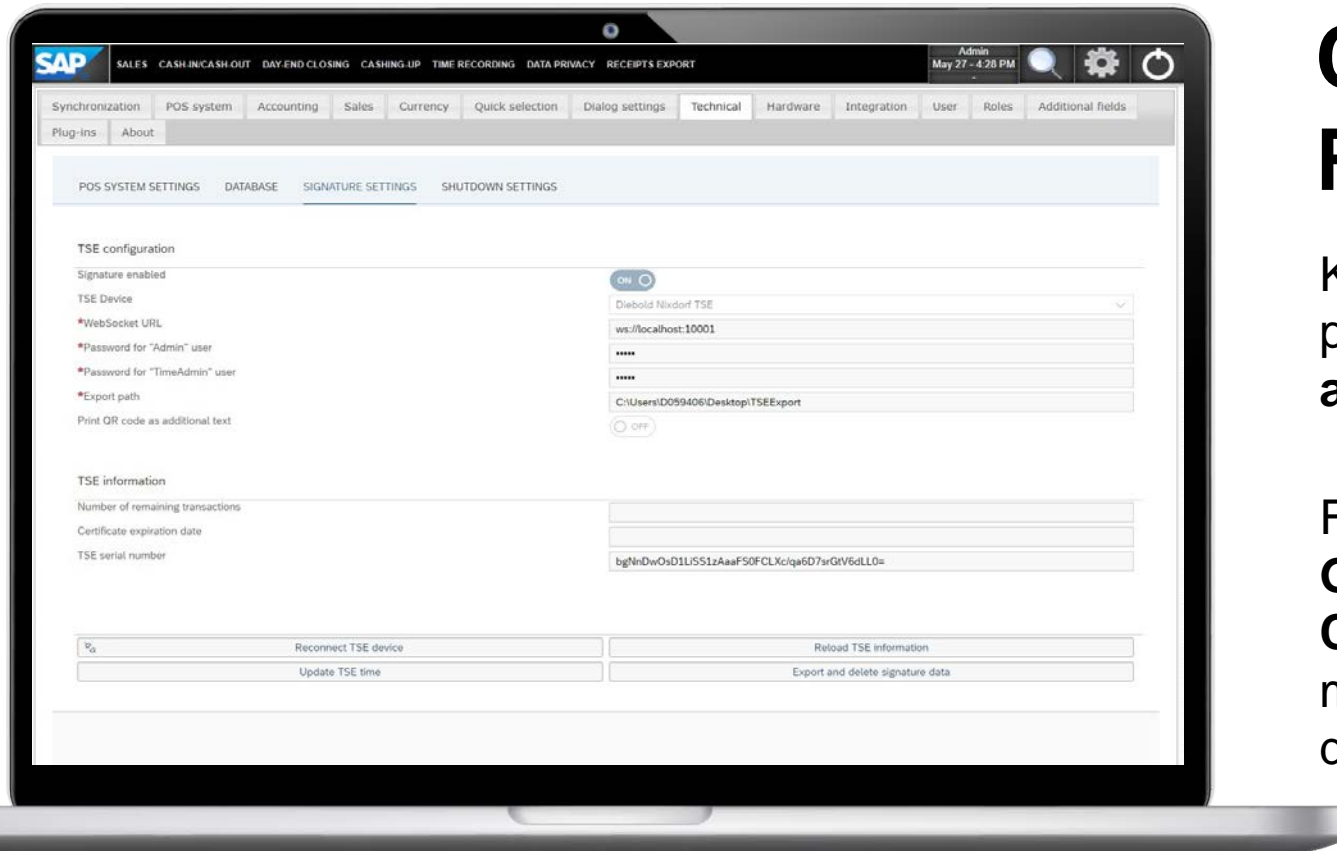 SAP SALES CASH-IN/CASH-OUT DAY-END CLOSING CASHING-UP TIME RECORDING DATA PRIVACY RECEIPTS EXPORT
Admin
May 27 - 4:28 PM
-
Synchronization POS system Accounting Sales Currency Quick selection Dialog settings Technical Hardware Integration User Roles Additional fields
Plug-ins About
POS SYSTEM SETTINGS DATABASE SIGNATURE SETTINGS SHUTDOWN SETTINGS
TSE configuration
Signature enabled ON
TSE Device Diebold Nixdorf TSE
*WebSocket URL ws://localhost:10001
*Password for "Admin" user •••••
*Password for "TimeAdmin" user •••••
*Export path C:\Users\D059406\Desktop\TSEExport
Print QR code as additional text OFF
TSE information
Number of remaining transactions
Certificate expiration date
TSE serial number bgNnDwOsD1LiSS1zAaaFS0FCLXc/qa6D7srGtV6dLL0=
Reconnect TSE device Reload TSE information
Update TSE time Export and delete signature data